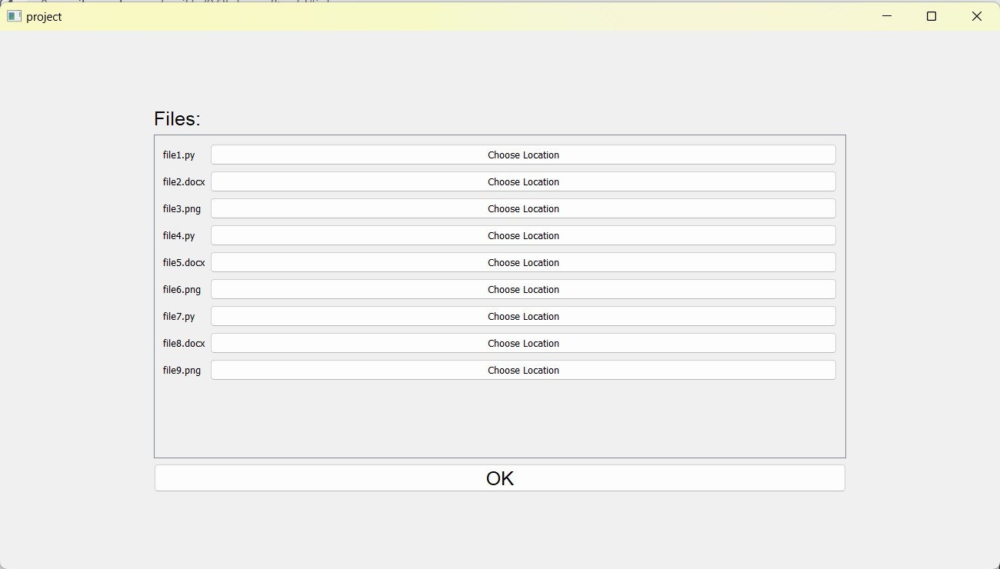 project
Files:
file1.py Choose Location
file2.docx Choose Location
file3.png Choose Location
file4.py Choose Location
file5.docx Choose Location
file6.png Choose Location
file7.py Choose Location
file8.docx Choose Location
file9.png Choose Location
OK